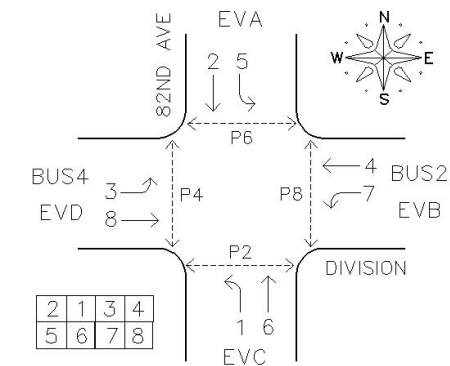 EVA
82ND AVE
N
W E
S
2 5
P6
BUS4
EVD
3
8
P4
P8
4
7
BUS2
EVB
P2
DIVISION
1 6
EVC
2 1 3 4
5 6 7 8